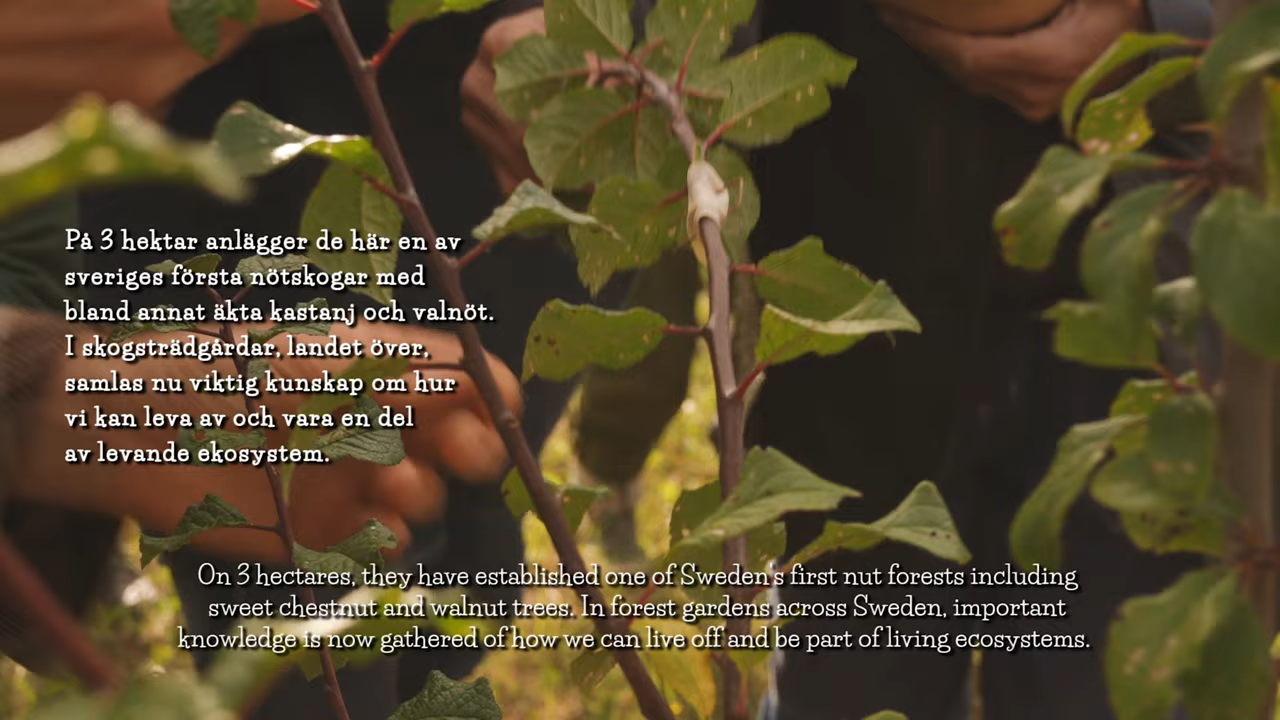 På 3 hektar anlägger de här en av
sveriges första nötskogar med
bland annat äkta kastanj och valnöt.
I skogsträdgårdar, landet över,
samlas nu viktig kunskap om hur
vi kan leva av och vara en del
av levande ekosystem.
On 3 hectares, they have established one of Sweden's first nut forests including
sweet chestnut and walnut trees. In forest gardens across Sweden, important
knowledge is now gathered of how we can live off and be part of living ecosystems.